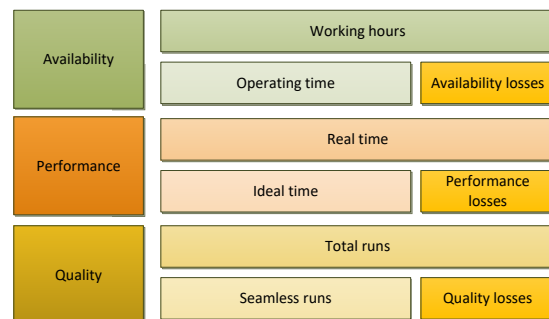 Availability
Working hours
Operating time
Availability losses
Performance
Real time
Ideal time
Performance
losses
Quality
Total runs
Seamless runs
Quality losses